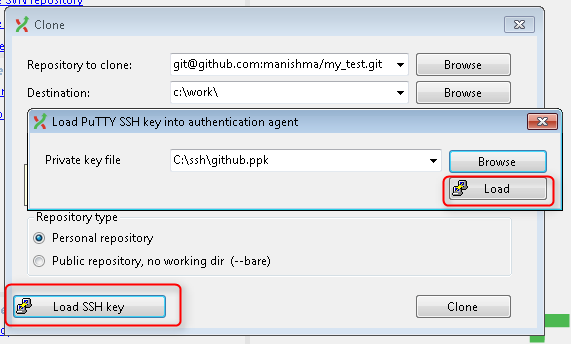 SVN repository
Clone
Repository to clone:
git@github.com:manishma/my_test.git
Browse
Destination:
c:\work\
Browse
Load PuTTY SSH key into authentication agent
Private key file
C:\ssh\github.ppk
Browse
Load
Repository type
Personal repository
Public repository, no working dir (--bare)
Load SSH key
Clone